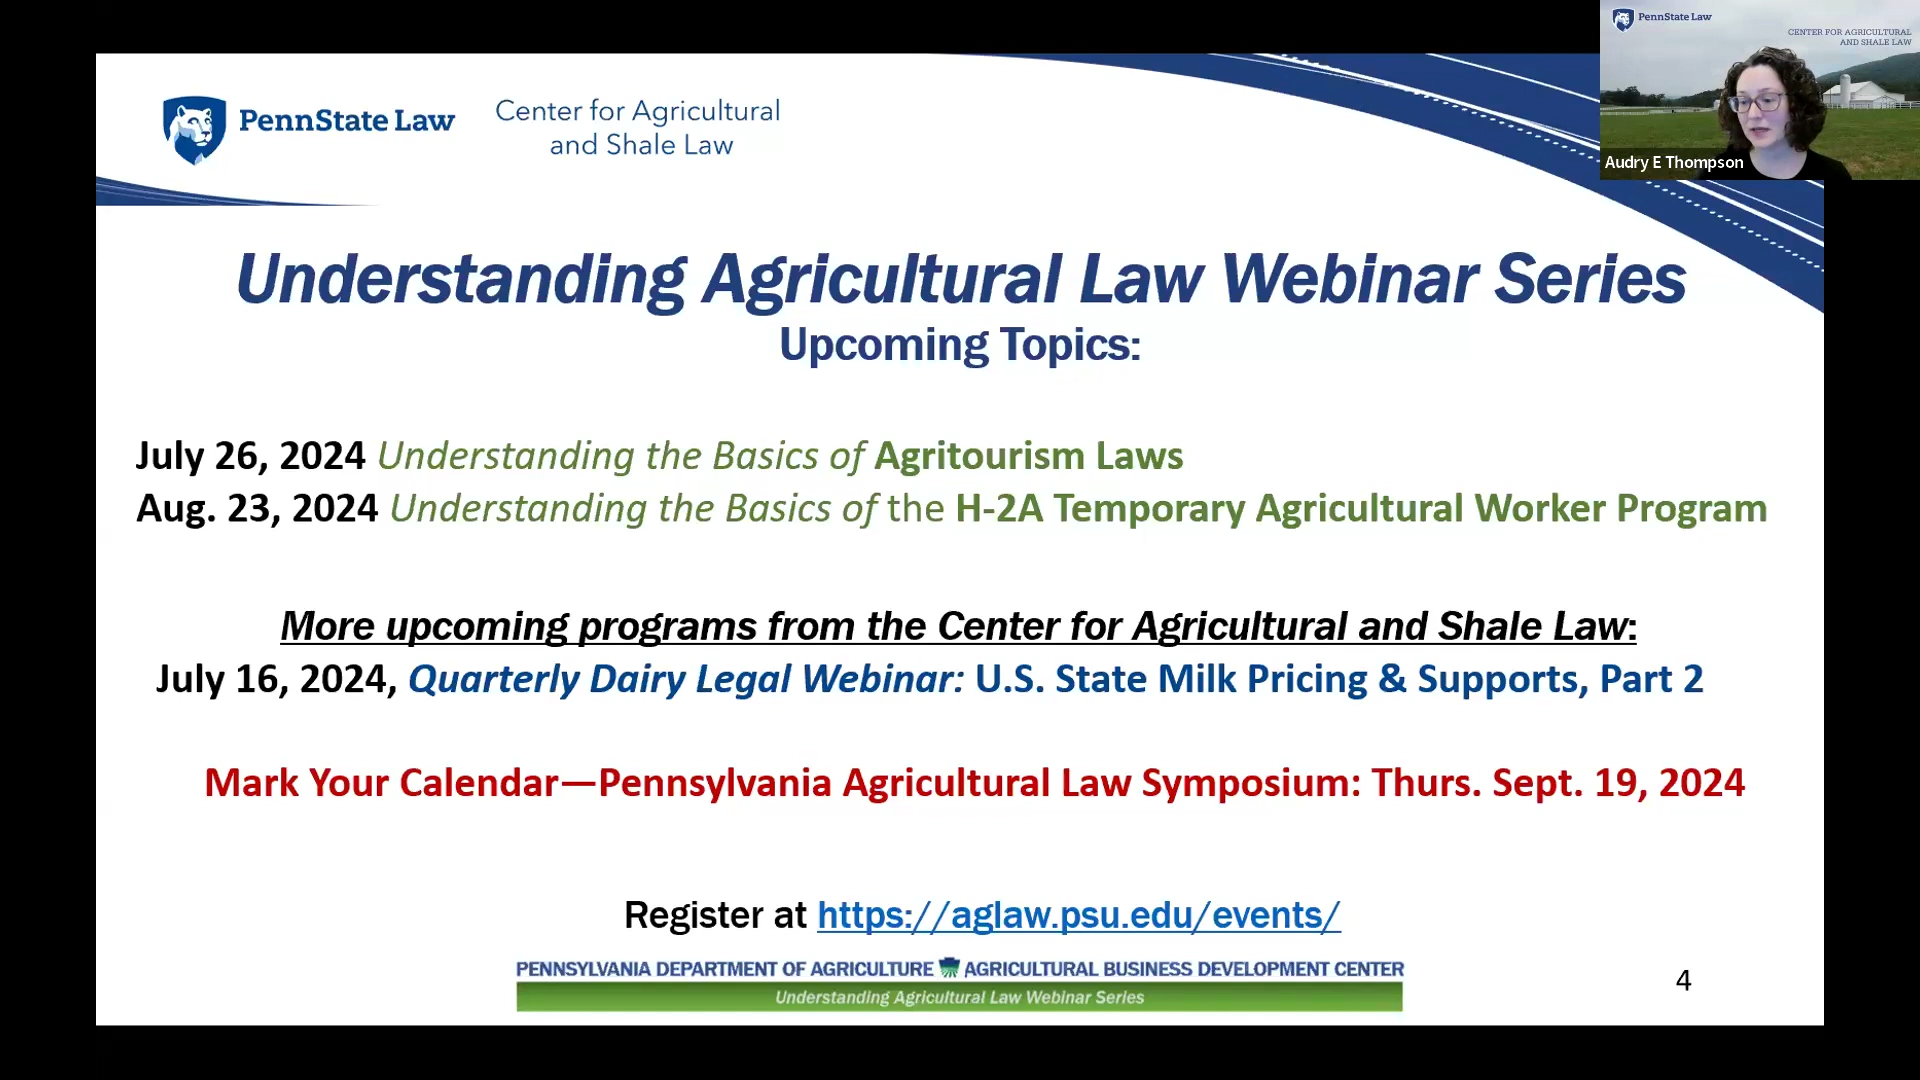 PennState Law
CENTER FOR AGRICULTURAL
AND SHALE LAW
Audry E Thompson
PennState Law
Center for Agricultural
and Shale Law
Understanding Agricultural Law Webinar Series
Upcoming Topics:
July 26, 2024 Understanding the Basics of Agritourism Laws
Aug. 23, 2024 Understanding the Basics of the H-2A Temporary Agricultural Worker Program
More upcoming programs from the Center for Agricultural and Shale Law:
July 16, 2024, Quarterly Dairy Legal Webinar: U.S. State Milk Pricing & Supports, Part 2
Mark Your Calendar—Pennsylvania Agricultural Law Symposium: Thurs. Sept. 19, 2024
Register at https://aglaw.psu.edu/events/
PENNSYLVANIA DEPARTMENT OF AGRICULTURE AGRICULTURAL BUSINESS DEVELOPMENT CENTER
Understanding Agricultural Law Webinar Series
4